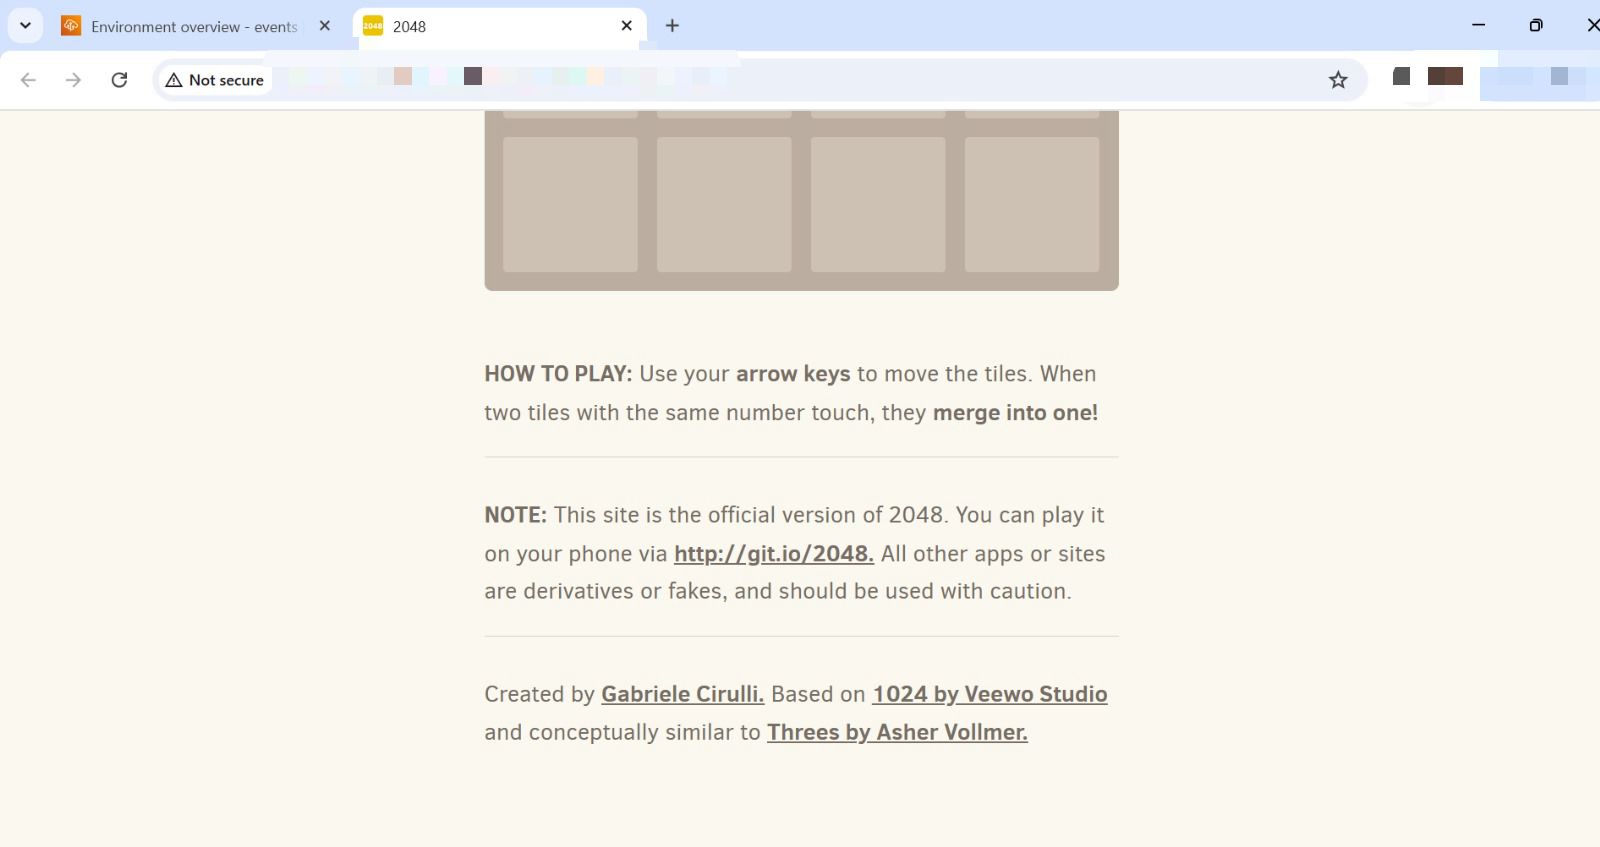 Environment overview - events
2048
2048
Not secure
HOW TO PLAY: Use your arrow keys to move the tiles. When
two tiles with the same number touch, they merge into one!
NOTE: This site is the official version of 2048. You can play it
on your phone via http://git.io/2048. All other apps or sites
are derivatives or fakes, and should be used with caution.
Created by Gabriele Cirulli. Based on 1024 by Veewo Studio
and conceptually similar to Threes by Asher Vollmer.